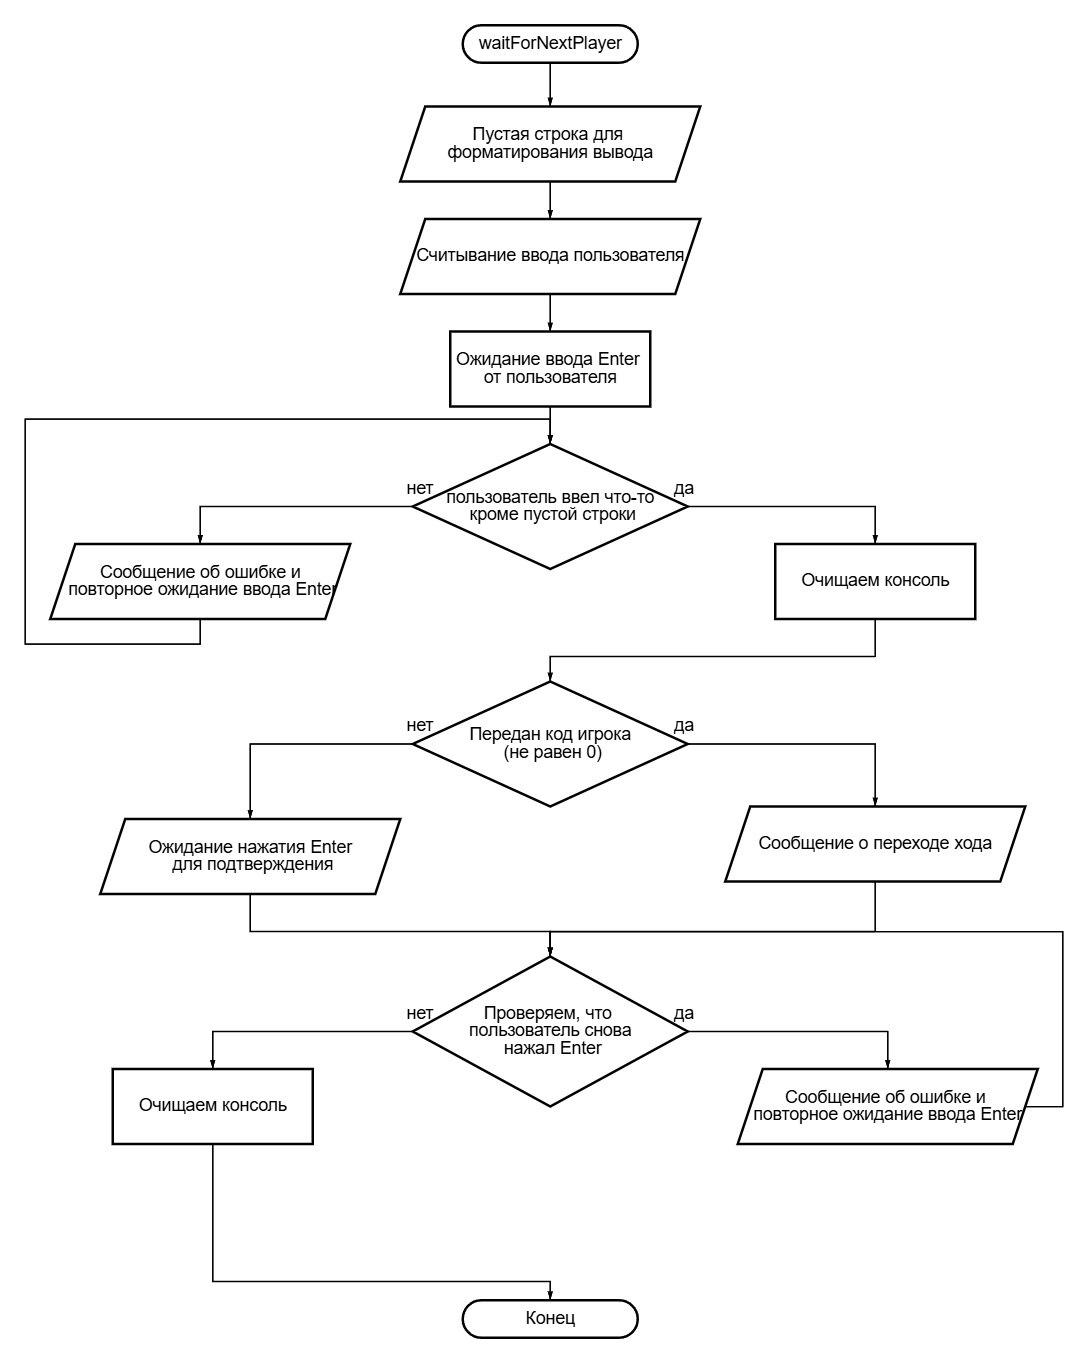 waitForNextPlayer
Пустая строка для
форматирования вывода
Считывание ввода пользователя
Ожидание ввода Enter
от пользователя
нет
пользователь ввел что-то
кроме пустой строки
да
Сообщение об ошибке и
повторное ожидание ввода Enter
Очищаем консоль
нет
Передан код игрока
(не равен 0)
да
Ожидание нажатия Enter
для подтверждения
Сообщение о переходе хода
нет
Проверяем, что
пользователь снова
нажал Enter
да
Очищаем консоль
Сообщение об ошибке и
повторное ожидание ввода Enter
Конец